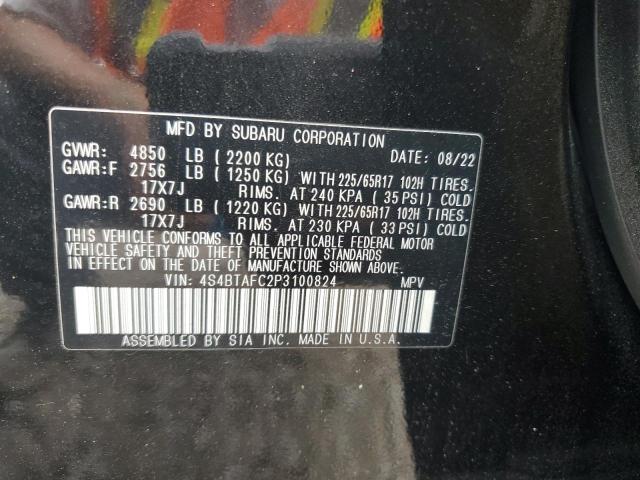 MFD BY SUBARU CORPORATION
GVWR: 4850 LB (2200 KG) DATE: 08/22
GAWR:F 2756 LB (1250 KG) WITH 225/65R17 102H TIRES.
17X7J RIMS. AT 240 KPA (35 PSI) COLD
GAWR:R 2690 LB (1220 KG) WITH 225/65R17 102H TIRES.
17X7J RIMS. AT 230 KPA (33 PSI) COLD
THIS VEHICLE CONFORMS TO ALL APPLICABLE FEDERAL MOTOR
VEHICLE SAFETY AND THEFT PREVENTION STANDARDS
IN EFFECT ON THE DATE OF MANUFACTURE SHOWN ABOVE.
VIN: 4S4BTAFC2P3100824 MPV
ASSEMBLED BY SIA INC. MADE IN U.S.A.